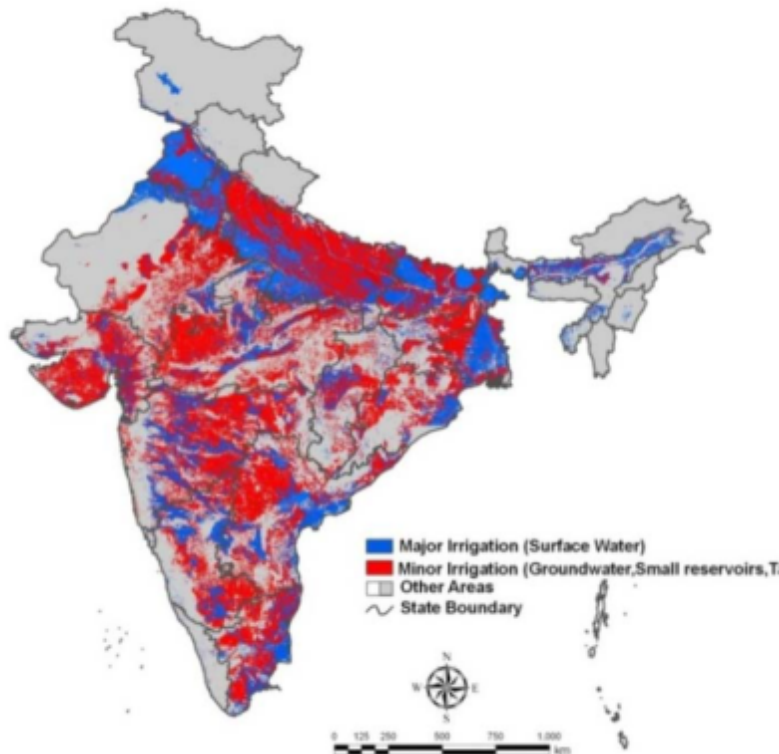 Major Irrigation (Surface Water)
Minor Irrigation (Groundwater,Small reservoirs,T
Other Areas
State Boundary
N
W E
S
0 125 250 500 750 1,000
km